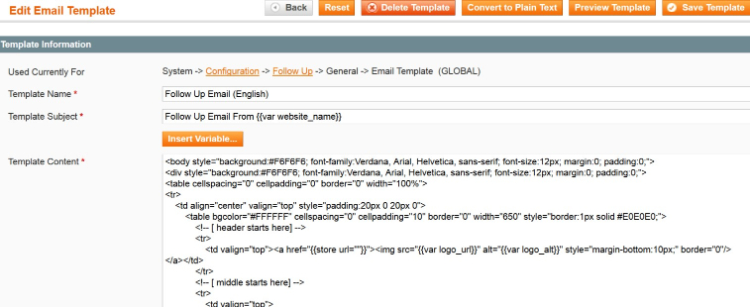 Edit Email Template
Back Reset Delete Template Convert to Plain Text Preview Template Save Template
Template Information
Used Currently For System -> Configuration -> Follow Up -> General -> Email Template (GLOBAL)
Template Name * Follow Up Email (English)
Template Subject * Follow Up Email From {{var website_name}}
Insert Variable...
Template Content * <body style="background:#F6F6F6; font-family:Verdana, Arial, Helvetica, sans-serif; font-size:12px; margin:0; padding:0;">
<div style="background:#F6F6F6; font-family:Verdana, Arial, Helvetica, sans-serif; font-size:12px; margin:0; padding:0;">
<table cellspacing="0" cellpadding="0" border="0" width="100%">
<tr>
<td align="center" valign="top" style="padding:20px 0 20px 0">
<table bgcolor="#FFFFFF" cellspacing="0" cellpadding="10" border="0" width="650" style="border:1px solid #E0E0E0;">
<!-- [ header starts here] -->
<tr>
<td valign="top"><a href="{{store url=""}}"><img src="{{var logo_url}}" alt="{{var logo_alt}}" style="margin-bottom:10px;" border="0"/>
</a></td>
</tr>
<!-- [ middle starts here] -->
<tr>
<td valign="top">